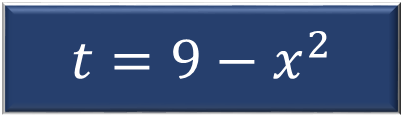 t = 9 − x²